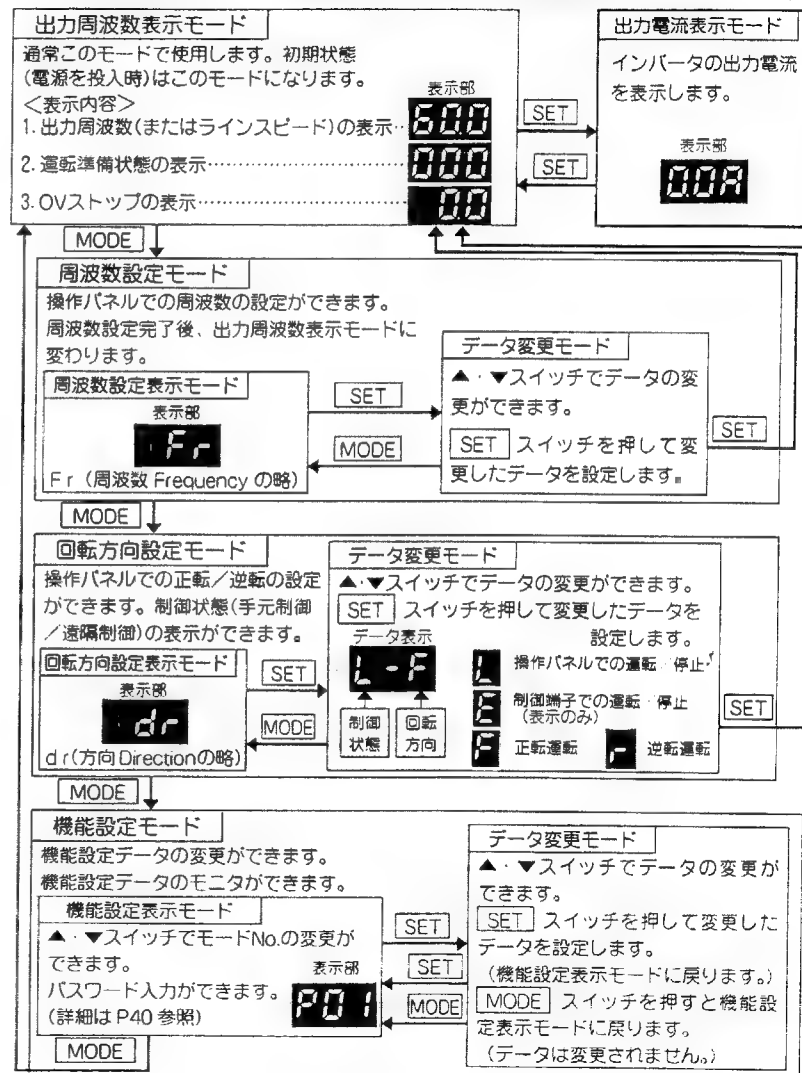 出力周波数表示モード
通常このモードで使用します。初期状態
(電源を投入時)はこのモードになります。
<表示内容>
表示部
1.出力周波数(またはラインスピード)の表示‥
60.0
2.運転準備状態の表示……………………
000
3.OVストップの表示……………………………
0.0
SET
SET
出力電流表示モード
インバータの出力電流
を表示します。
表示部
0.0A
MODE
周波数設定モード
操作パネルでの周波数の設定ができます。
周波数設定完了後、出力周波数表示モードに
変わります。
周波数設定表示モード
表示部
Fr
Fr(周波数 Frequency の略)
SET
MODE
データ変更モード
▲・▼スイッチでデータの変
更ができます。
SET スイッチを押して変
更したデータを設定します。
SET
MODE
回転方向設定モード
操作パネルでの正転/逆転の設定
ができます。制御状態(手元制御
/遠隔制御)の表示ができます。
回転方向設定表示モード
表示部
dr
dr(方向Directionの略)
SET
MODE
データ変更モード
▲・▼スイッチでデータの変更ができます。
SET スイッチを押して変更したデータを
設定します。
データ表示
L-F
制御
状態
回転
方向
L 操作パネルでの運転/停止
E 制御端子での運転/停止
(表示のみ)
F 正転運転
r 逆転運転
SET
MODE
機能設定モード
機能設定データの変更ができます。
機能設定データのモニタができます。
機能設定表示モード
▲・▼スイッチでモードNo.の変更が
できます。
表示部
パスワード入力ができます。
P01
(詳細は P40 参照)
SET
SET
MODE
データ変更モード
▲・▼スイッチでデータの変更が
できます。
SET スイッチを押して変更した
データを設定します。
(機能設定表示モードに戻ります。)
MODE スイッチを押すと機能設
定表示モードに戻ります。
(データは変更されません。)
MODE